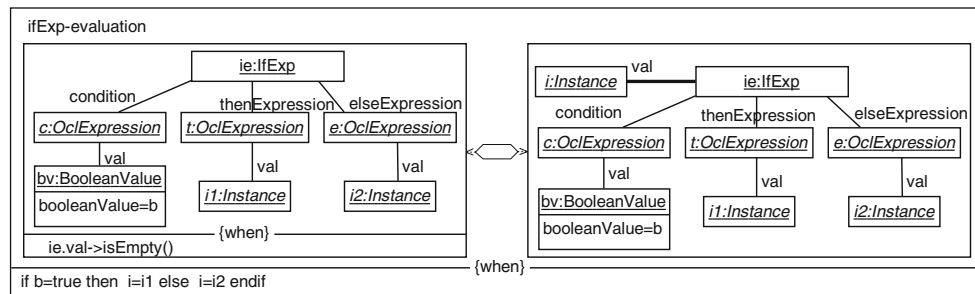 ifExp-evaluation
ie:IfExp
condition
thenExpression
elseExpression
c:OclExpression
t:OclExpression
e:OclExpression
val
val
val
bv:BooleanValue
booleanValue=b
i1:Instance
i2:Instance
{when}
ie.val->isEmpty()
i:Instance
val
ie:IfExp
condition
thenExpression
elseExpression
c:OclExpression
t:OclExpression
e:OclExpression
val
val
val
bv:BooleanValue
booleanValue=b
i1:Instance
i2:Instance
{when}
if b=true then i=i1 else i=i2 endif